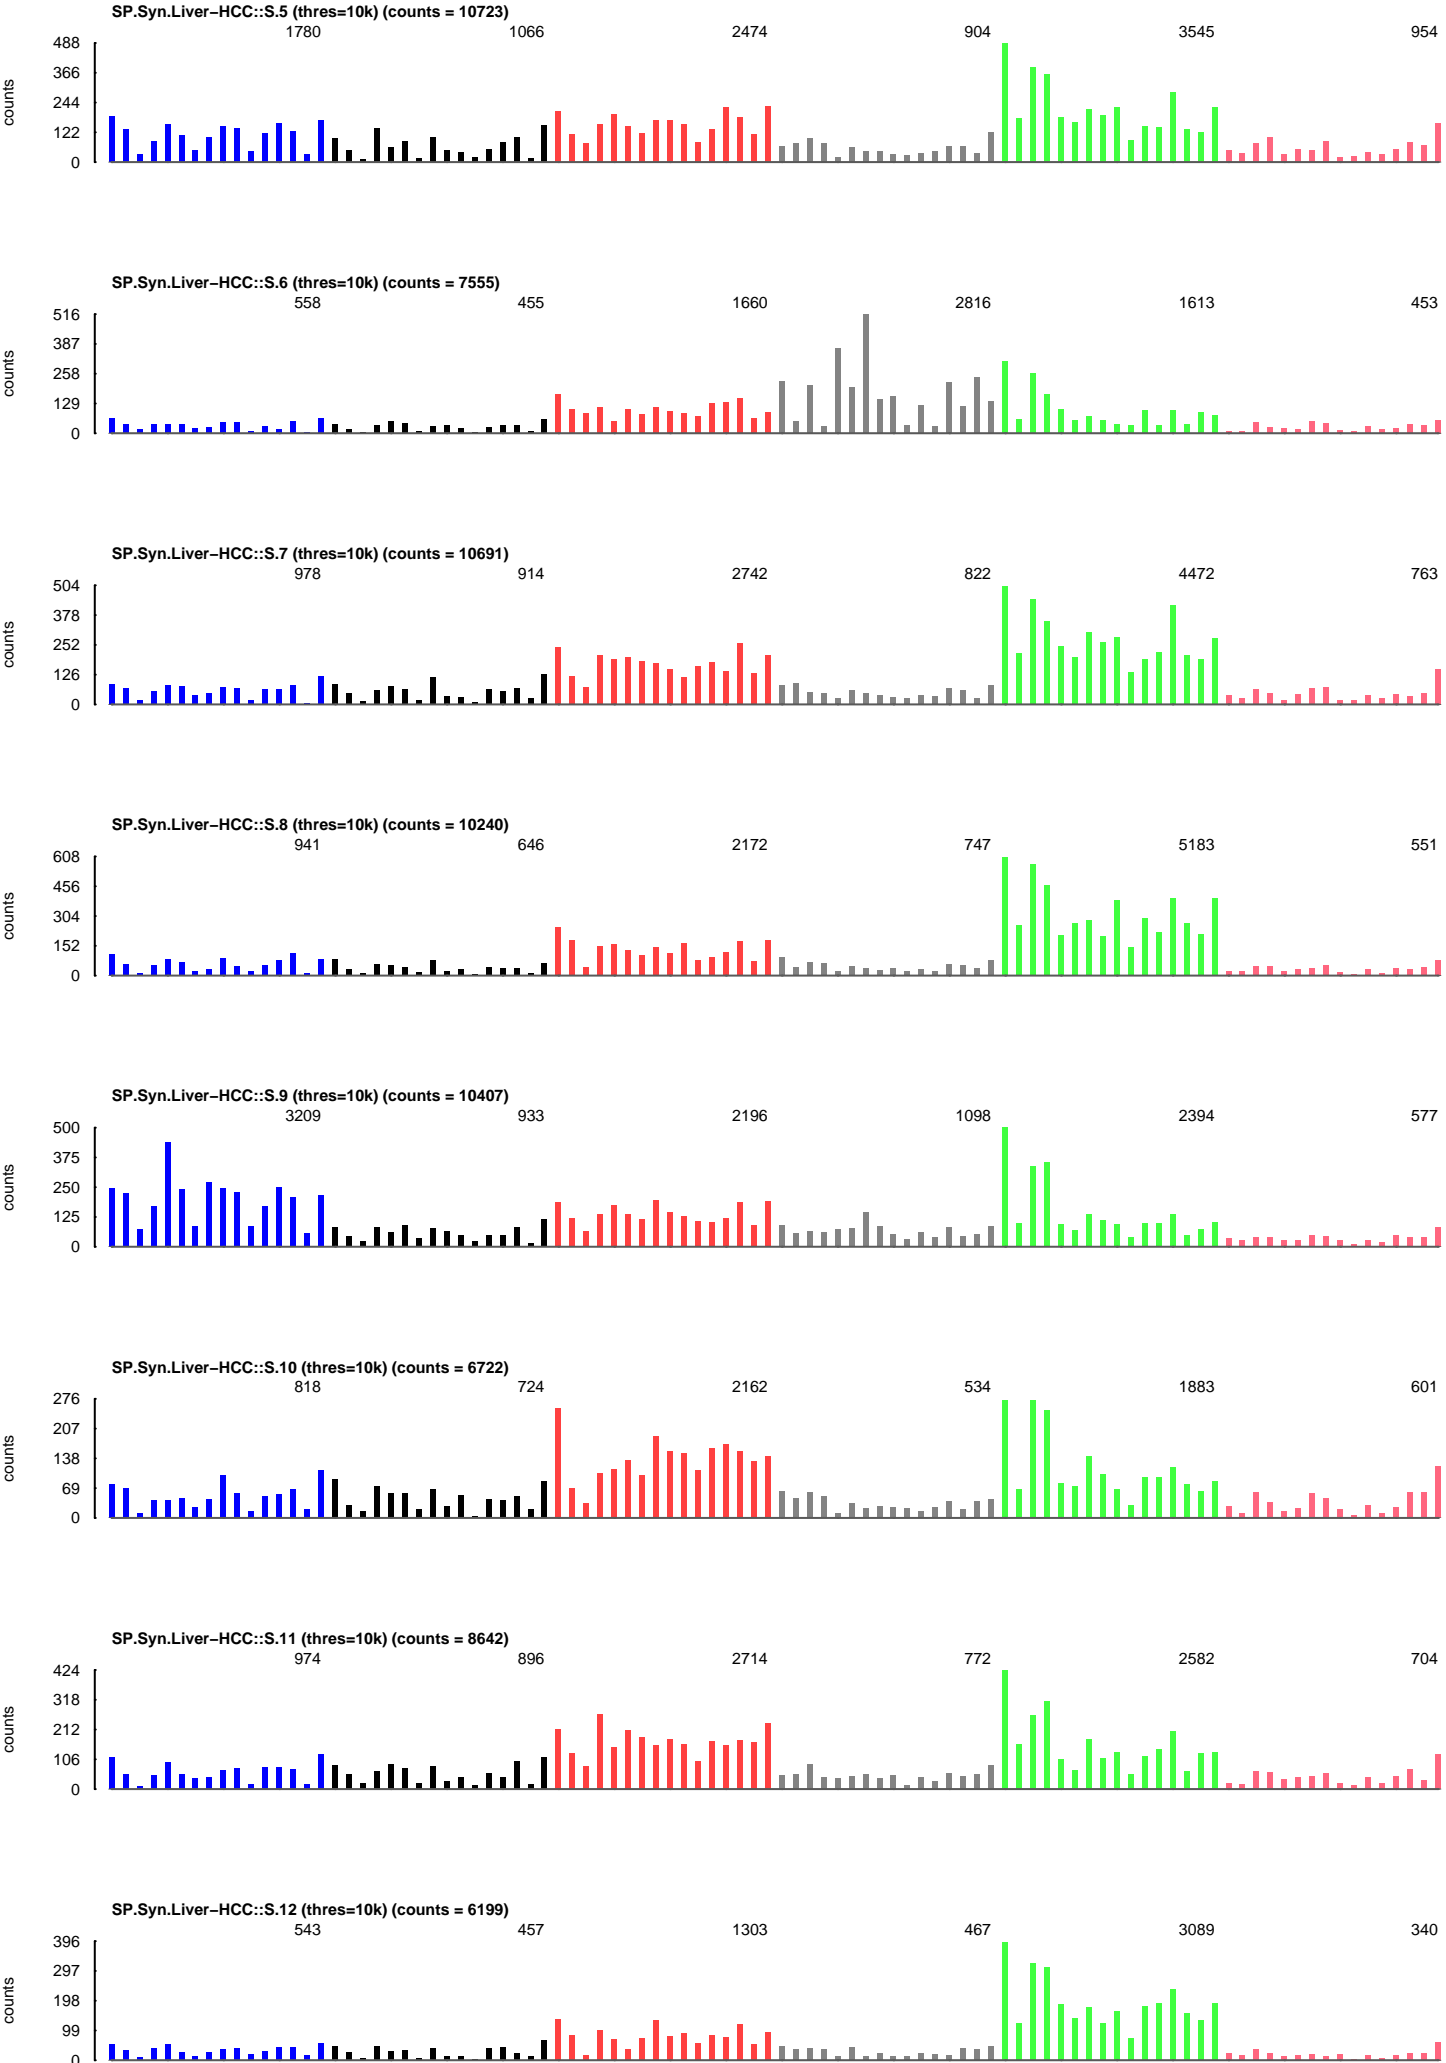 SP.Syn.Liver−HCC::S.5 (thres=10k) (counts = 10723)
1780 1066 2474 904 3545 954
488
366
244
122
0
counts
SP.Syn.Liver−HCC::S.6 (thres=10k) (counts = 7555)
558 455 1660 2816 1613 453
516
387
258
129
0
counts
SP.Syn.Liver−HCC::S.7 (thres=10k) (counts = 10691)
978 914 2742 822 4472 763
504
378
252
126
0
counts
SP.Syn.Liver−HCC::S.8 (thres=10k) (counts = 10240)
941 646 2172 747 5183 551
608
456
304
152
0
counts
SP.Syn.Liver−HCC::S.9 (thres=10k) (counts = 10407)
3209 933 2196 1098 2394 577
500
375
250
125
0
counts
SP.Syn.Liver−HCC::S.10 (thres=10k) (counts = 6722)
818 724 2162 534 1883 601
276
207
138
69
0
counts
SP.Syn.Liver−HCC::S.11 (thres=10k) (counts = 8642)
974 896 2714 772 2582 704
424
318
212
106
0
counts
SP.Syn.Liver−HCC::S.12 (thres=10k) (counts = 6199)
543 457 1303 467 3089 340
396
297
198
99
0
counts